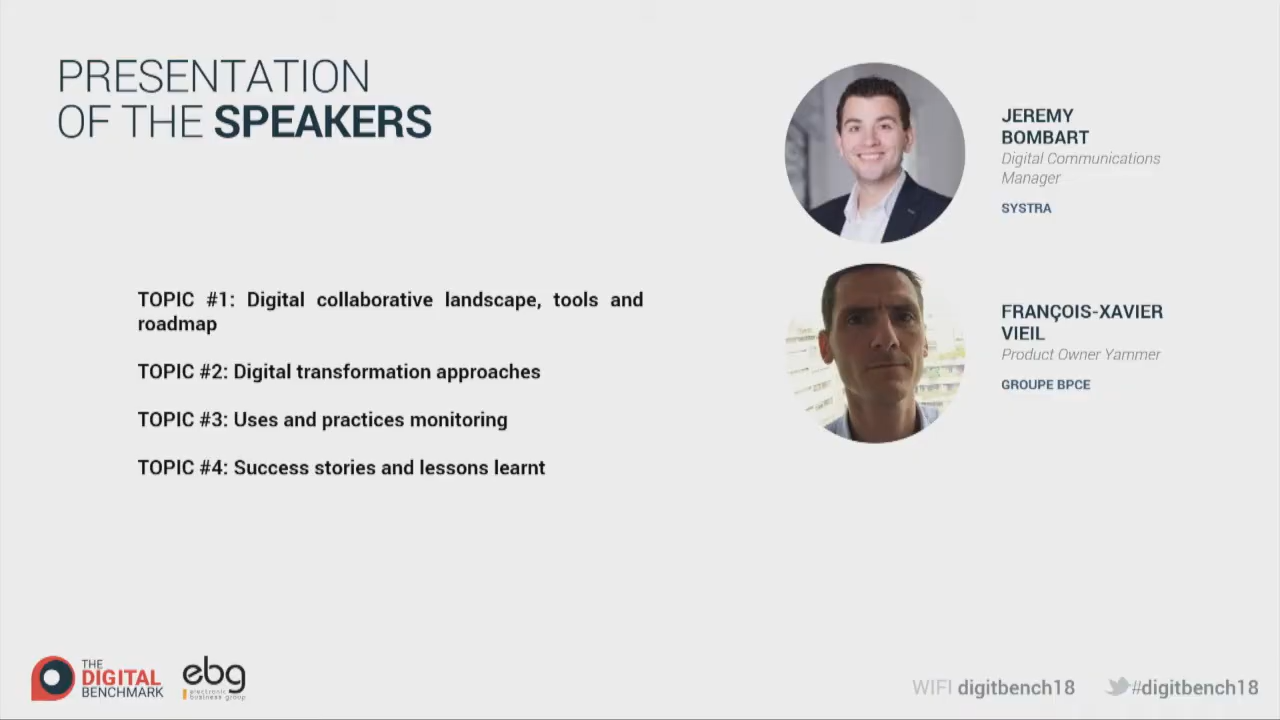 PRESENTATION
OF THE SPEAKERS
JEREMY
BOMBART
Digital Communications
Manager
SYSTRA
TOPIC #1: Digital collaborative landscape, tools and
roadmap
TOPIC #2: Digital transformation approaches
TOPIC #3: Uses and practices monitoring
TOPIC #4: Success stories and lessons learnt
FRANÇOIS-XAVIER
VIEIL
Product Owner Yammer
GROUPE BPCE
THE
DIGITAL
BENCHMARK
ebg
electronic
business group
WIFI digitbench18
#digitbench18